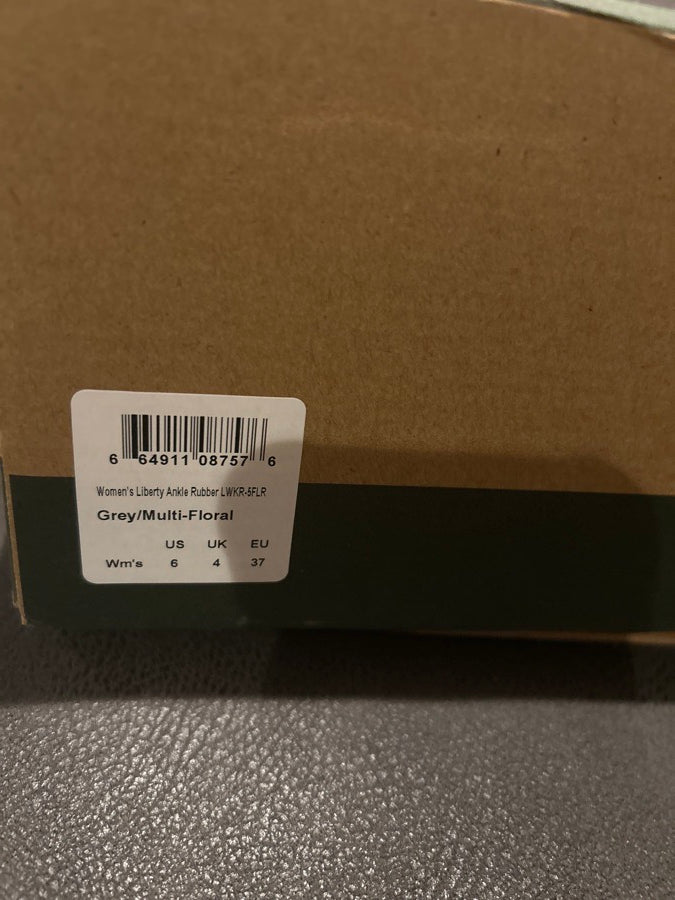 6 64911 08757 6
Women's Liberty Ankle Rubber LWKR-5FLR
Grey/Multi-Floral
US UK EU
Wm's 6 4 37